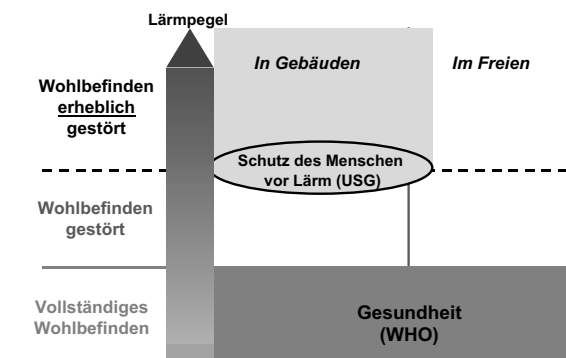 Lärmpegel
In Gebäuden
Im Freien
Wohlbefinden
erheblich
gestört
Schutz des Menschen
vor Lärm (USG)
Wohlbefinden
gestört
Vollständiges
Wohlbefinden
Gesundheit
(WHO)